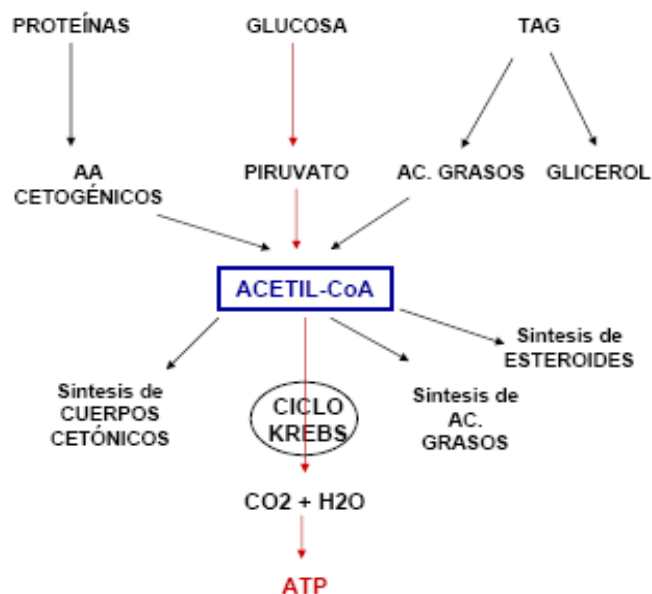 PROTEÍNAS
GLUCOSA
TAG
AA
CETOGÉNICOS
PIRUVATO
AC. GRASOS
GLICEROL
ACETIL-CoA
Sintesis de
CUERPOS
CETÓNICOS
CICLO
KREBS
Sintesis de
AC.
GRASOS
Sintesis de
ESTEROIDES
CO2 + H2O
ATP